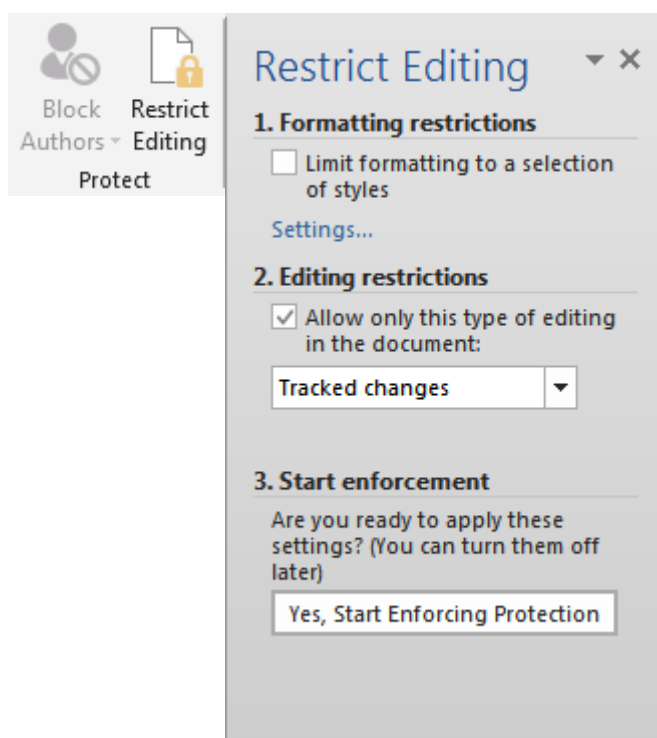 Block
Authors
Restrict
Editing
Protect
Restrict Editing
1. Formatting restrictions
Limit formatting to a selection
of styles
Settings...
2. Editing restrictions
Allow only this type of editing
in the document:
Tracked changes
3. Start enforcement
Are you ready to apply these
settings? (You can turn them off
later)
Yes, Start Enforcing Protection